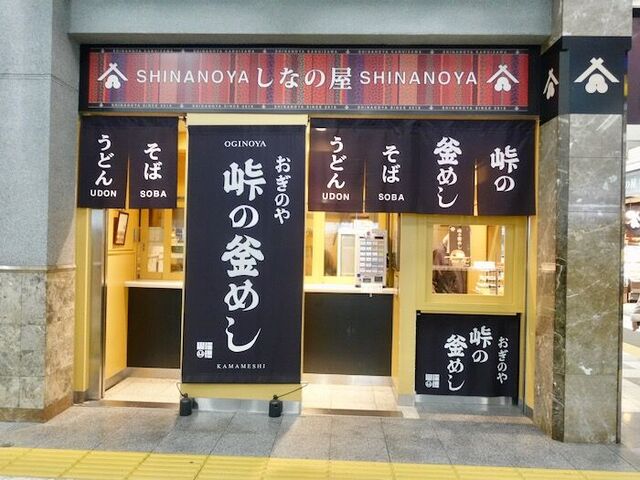 SHINANOYA しなの屋 SHINANOYA
うどん
UDON
そば
SOBA
OGINOYA
おぎのや
峠の釜めし
KAMAMESHI
うどん
UDON
そば
SOBA
峠の
釜めし
おぎのや
峠の
釜めし